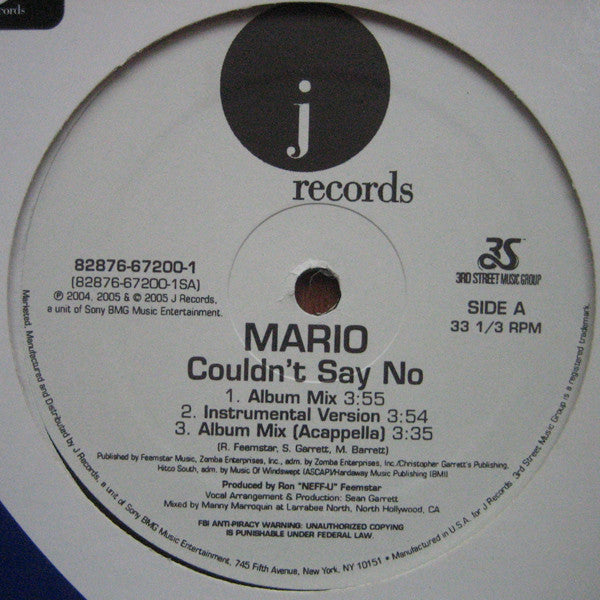 cords
j
records
82876-67200-1
(82876-67200-1SA)
℗ 2004, 2005 & © 2005 J Records,
a unit of Sony BMG Music Entertainment.
3S
3RD STREET MUSIC GROUP
SIDE A
33 1/3 RPM
MARIO
Couldn't Say No
1. Album Mix 3:55
2. Instrumental Version 3:54
3. Album Mix (Acappella) 3:35
(R. Feemstar, S. Garrett, M. Barrett)
Published by Feemstar Music, Zomba Enterprises, Inc., adm. by Zomba Enterprises, Inc./Christopher Garrett's Publishing,
Hitco South, adm. by Music Of Windswept (ASCAP)/Hardaway Music Publishing (BMI)
Produced by Ron "NEFF-U" Feemstar
Vocal Arrangement & Production: Sean Garrett
Mixed by Manny Marroquin at Larrabee North, North Hollywood, CA
FBI ANTI-PIRACY WARNING: UNAUTHORIZED COPYING
IS PUNISHABLE UNDER FEDERAL LAW.
Marketed, Manufactured and Distributed by J Records, a unit of Sony BMG Music Entertainment, 745 Fifth Avenue, New York, NY 10151 • Manufactured in U.S.A. for J Records. 3rd Street Music Group is a registered trademark.